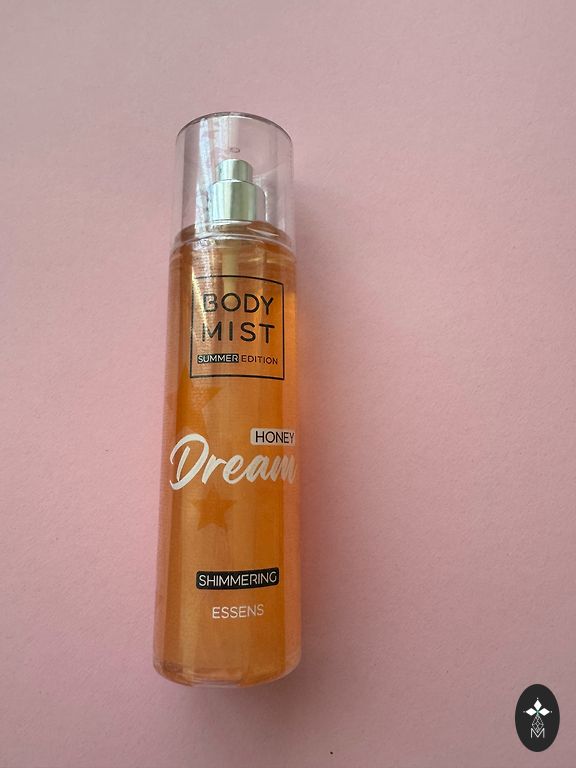 BODY
MIST
SUMMER EDITION
HONEY
Dream
SHIMMERING
ESSENS
M